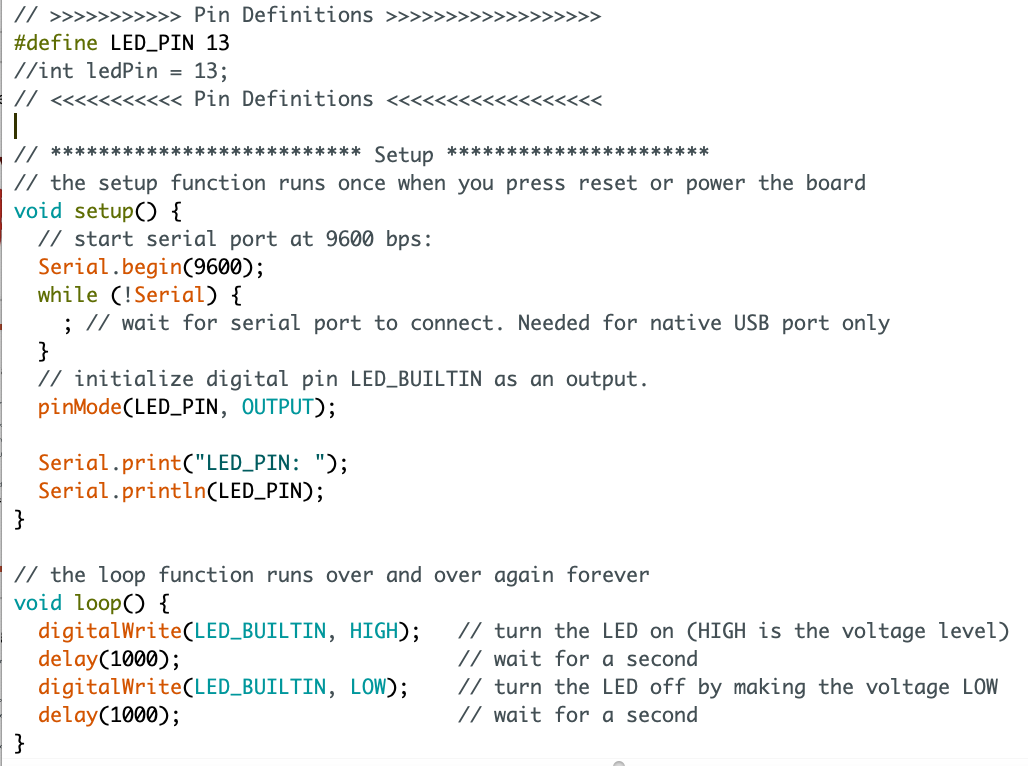 // >>>>>>>>>>> Pin Definitions >>>>>>>>>>>>>>>>>>
#define LED_PIN 13
//int ledPin = 13;
// <<<<<<<<<<< Pin Definitions <<<<<<<<<<<<<<<<<<
// ************************** Setup **********************
// the setup function runs once when you press reset or power the board
void setup() {
  // start serial port at 9600 bps:
  Serial.begin(9600);
  while (!Serial) {
    ; // wait for serial port to connect. Needed for native USB port only
  }
  // initialize digital pin LED_BUILTIN as an output.
  pinMode(LED_PIN, OUTPUT);
  Serial.print("LED_PIN: ");
  Serial.println(LED_PIN);
}
// the loop function runs over and over again forever
void loop() {
  digitalWrite(LED_BUILTIN, HIGH);   // turn the LED on (HIGH is the voltage level)
  delay(1000);                       // wait for a second
  digitalWrite(LED_BUILTIN, LOW);    // turn the LED off by making the voltage LOW
  delay(1000);                       // wait for a second
}